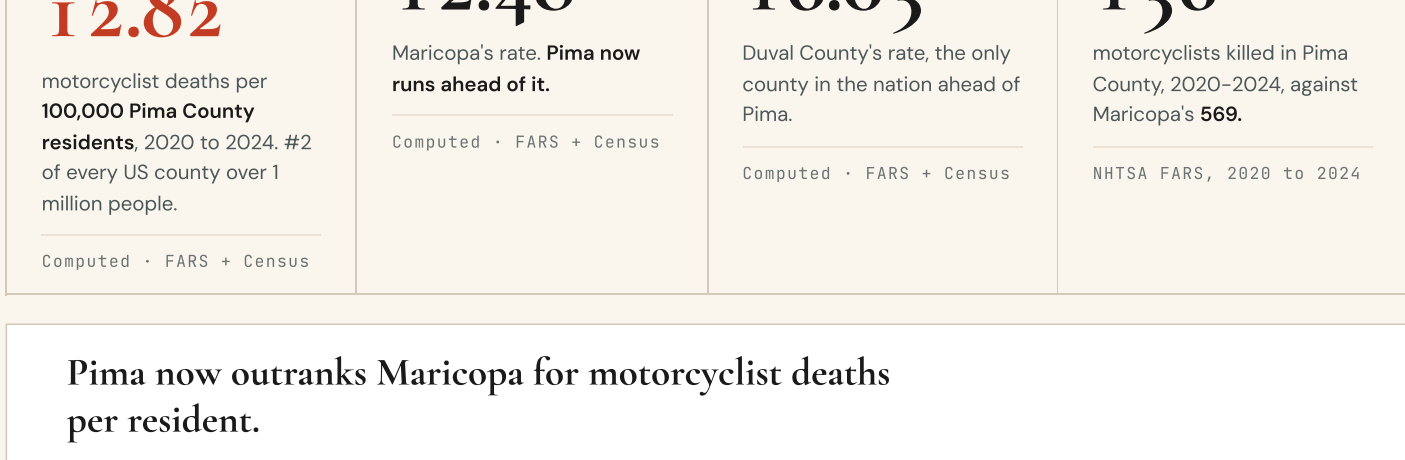 12.82
motorcyclist deaths per
100,000 Pima County
residents, 2020 to 2024. #2
of every US county over 1
million people.
Computed · FARS + Census
Maricopa's rate. Pima now
runs ahead of it.
Computed · FARS + Census
Duval County's rate, the only
county in the nation ahead of
Pima.
Computed · FARS + Census
motorcyclists killed in Pima
County, 2020-2024, against
Maricopa's 569.
NHTSA FARS, 2020 to 2024
Pima now outranks Maricopa for motorcyclist deaths
per resident.